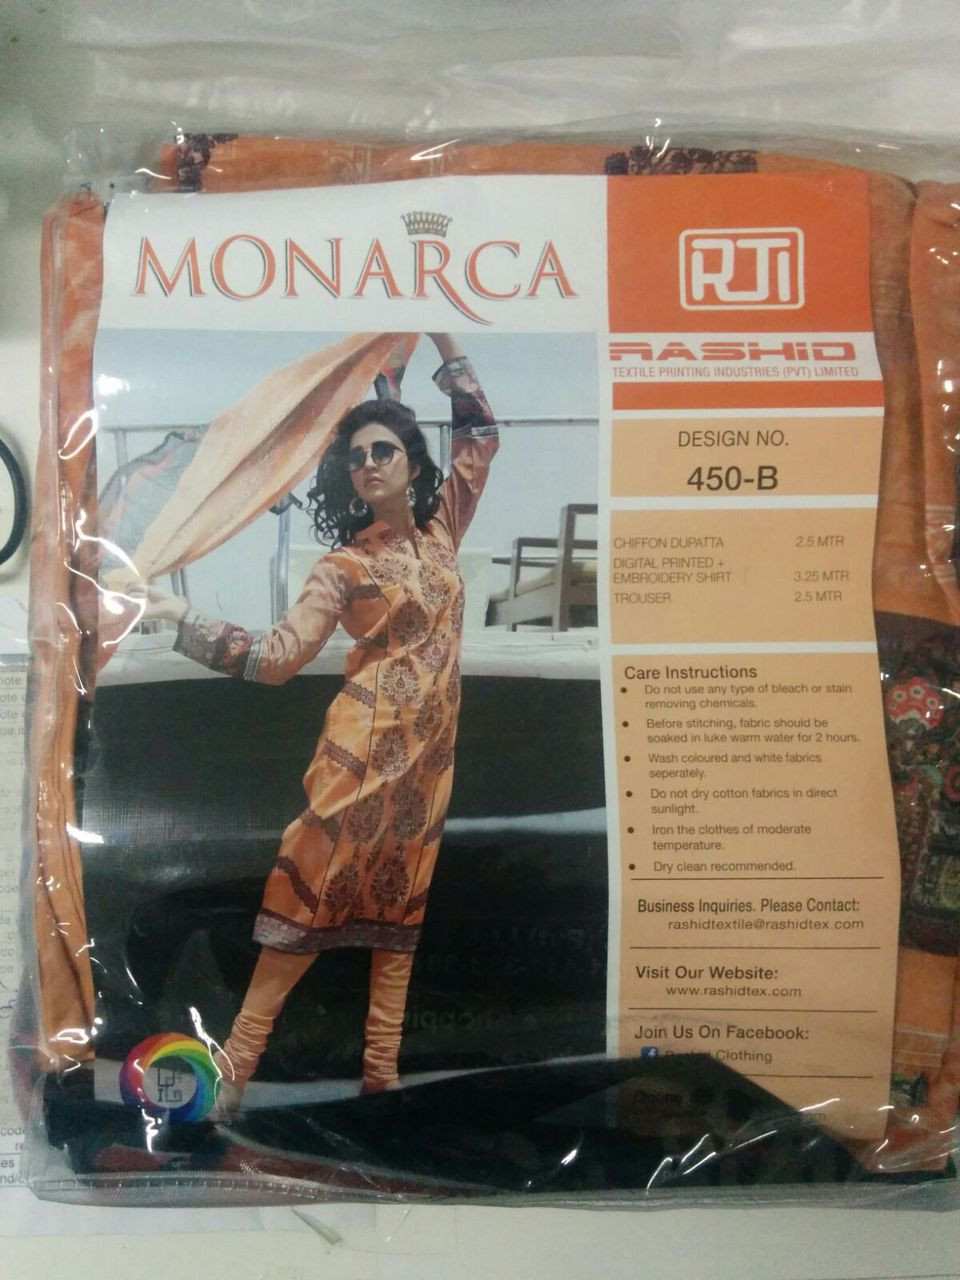 MONARCA
RTI
RASHID
TEXTILE PRINTING INDUSTRIES (PVT) LIMITED
DESIGN NO.
450-B
CHIFFON DUPATTA 2.5 MTR
DIGITAL PRINTED +
EMBROIDERY SHIRT 3.25 MTR
TROUSER 2.5 MTR
Care Instructions
• Do not use any type of bleach or stain
removing chemicals.
• Before stitching, fabric should be
soaked in luke warm water for 2 hours.
• Wash coloured and white fabrics
seperately.
• Do not dry cotton fabrics in direct
sunlight.
• Iron the clothes of moderate
temperature.
• Dry clean recommended.
Business Inquiries. Please Contact:
rashidtextile@rashidtex.com
Visit Our Website:
www.rashidtex.com
Join Us On Facebook:
Clothing
Online